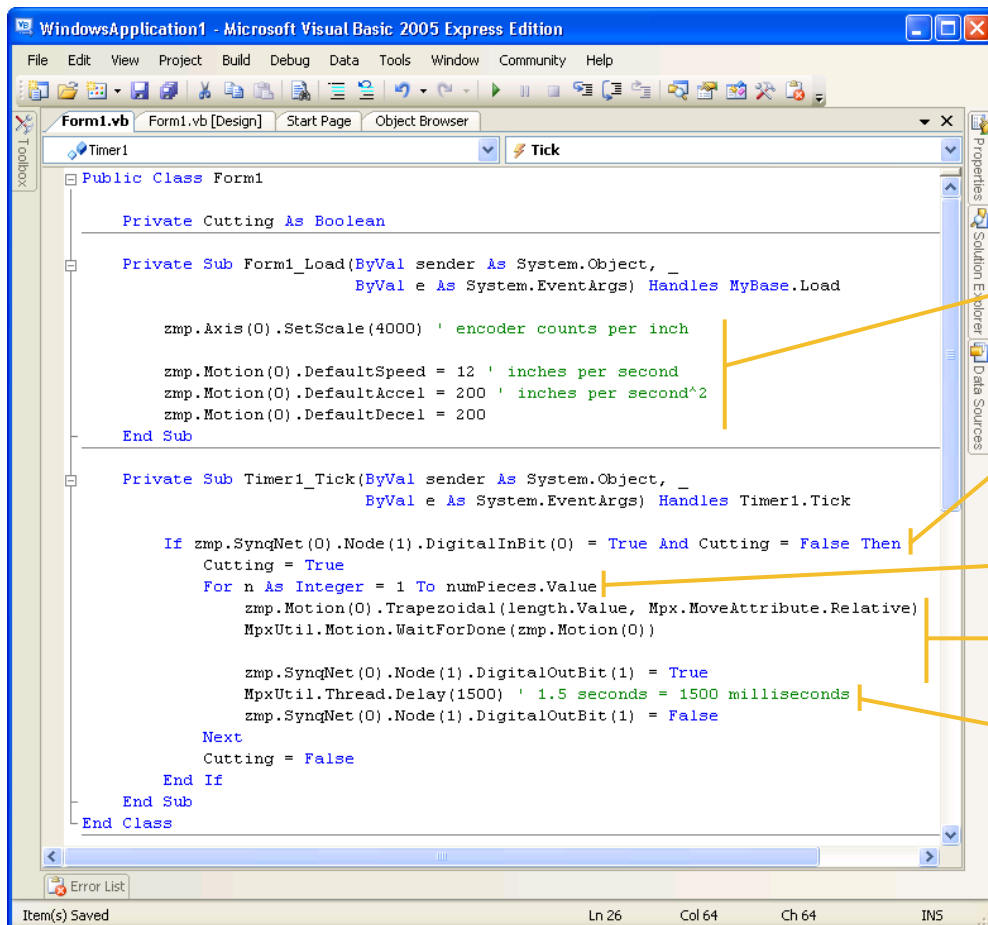 WindowsApplication1 - Microsoft Visual Basic 2005 Express Edition
File Edit View Project Build Debug Data Tools Window Community Help
Form1.vb Form1.vb [Design] Start Page Object Browser
Toolbox
Timer1 Tick
Public Class Form1
Private Cutting As Boolean
Private Sub Form1_Load(ByVal sender As System.Object, _
ByVal e As System.EventArgs) Handles MyBase.Load
zmp.Axis(0).SetScale(4000) ' encoder counts per inch
zmp.Motion(0).DefaultSpeed = 12 ' inches per second
zmp.Motion(0).DefaultAccel = 200 ' inches per second^2
zmp.Motion(0).DefaultDecel = 200
End Sub
Private Sub Timer1_Tick(ByVal sender As System.Object, _
ByVal e As System.EventArgs) Handles Timer1.Tick
If zmp.SynqNet(0).Node(1).DigitalInBit(0) = True And Cutting = False Then
Cutting = True
For n As Integer = 1 To numPieces.Value
zmp.Motion(0).Trapezoidal(length.Value, Mpx.MoveAttribute.Relative)
MpxUtil.Motion.WaitForDone(zmp.Motion(0))
zmp.SynqNet(0).Node(1).DigitalOutBit(1) = True
MpxUtil.Thread.Delay(1500) ' 1.5 seconds = 1500 milliseconds
zmp.SynqNet(0).Node(1).DigitalOutBit(1) = False
Next
Cutting = False
End If
End Sub
End Class
Properties
Solution Explorer
Data Sources
Error List
Item(s) Saved Ln 26 Col 64 Ch 64 INS